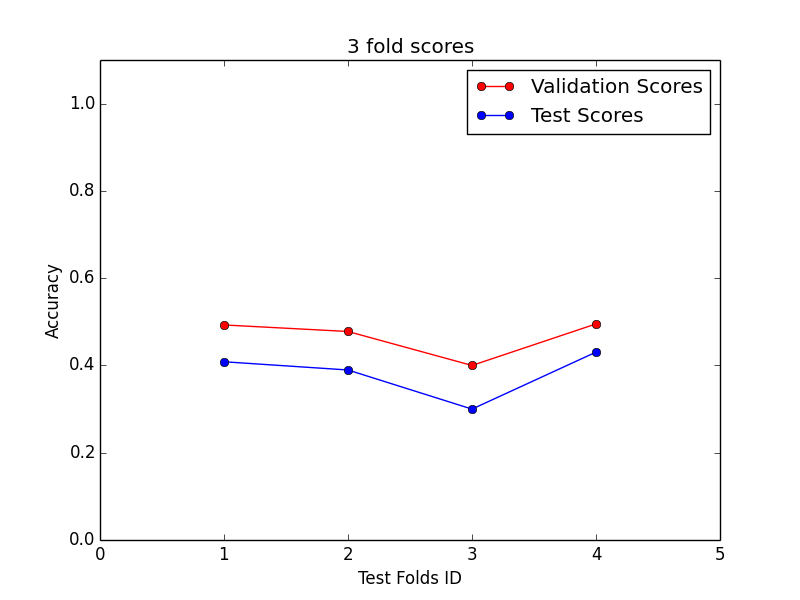 3 fold scores
Validation Scores
Test Scores
1.0
0.8
0.6
0.4
0.2
0.0
Accuracy
0 1 2 3 4 5
Test Folds ID